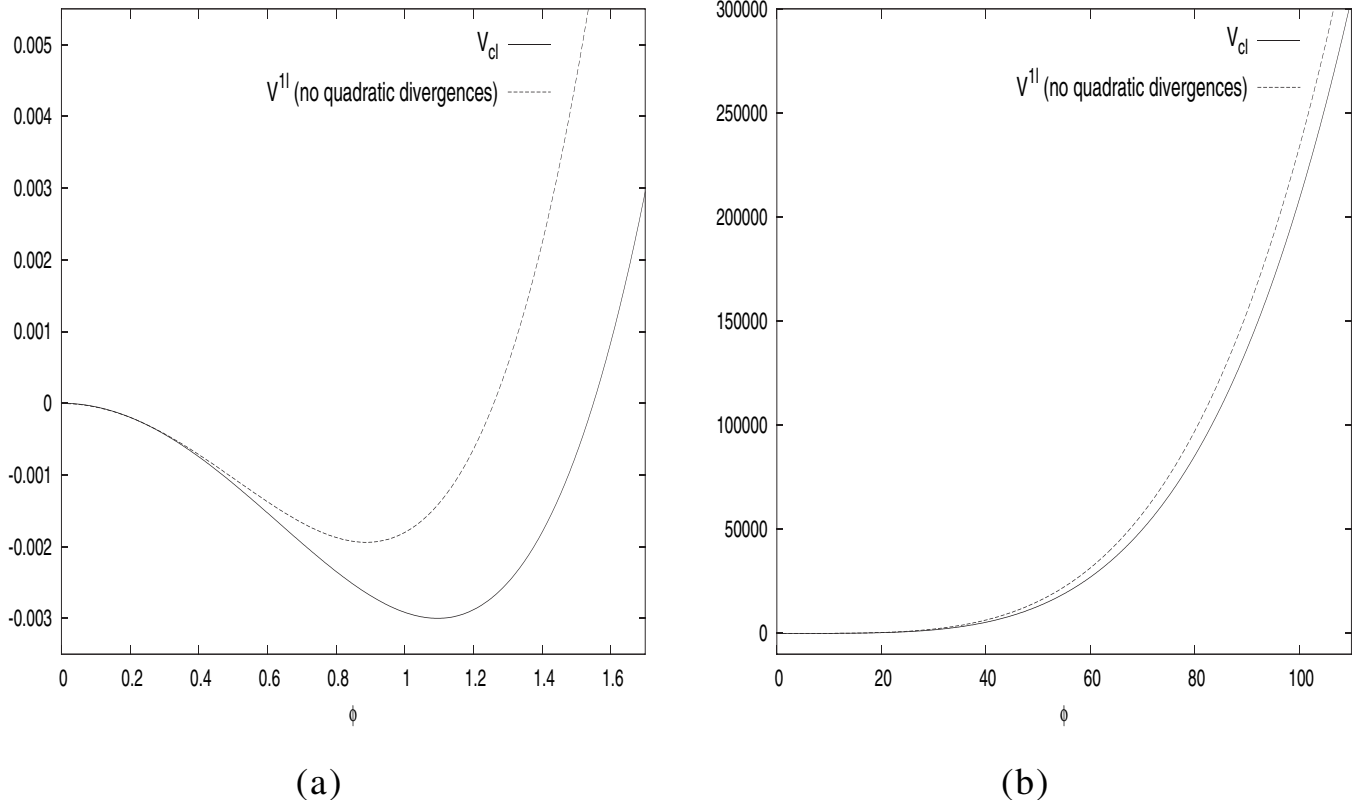 0.005
0.004
0.003
0.002
0.001
0
-0.001
-0.002
-0.003
0 0.2 0.4 0.6 0.8 1 1.2 1.4 1.6
ϕ
V_cl
V^1l (no quadratic divergences)
(a)
300000
250000
200000
150000
100000
50000
0
0 20 40 60 80 100
ϕ
V_cl
V^1l (no quadratic divergences)
(b)